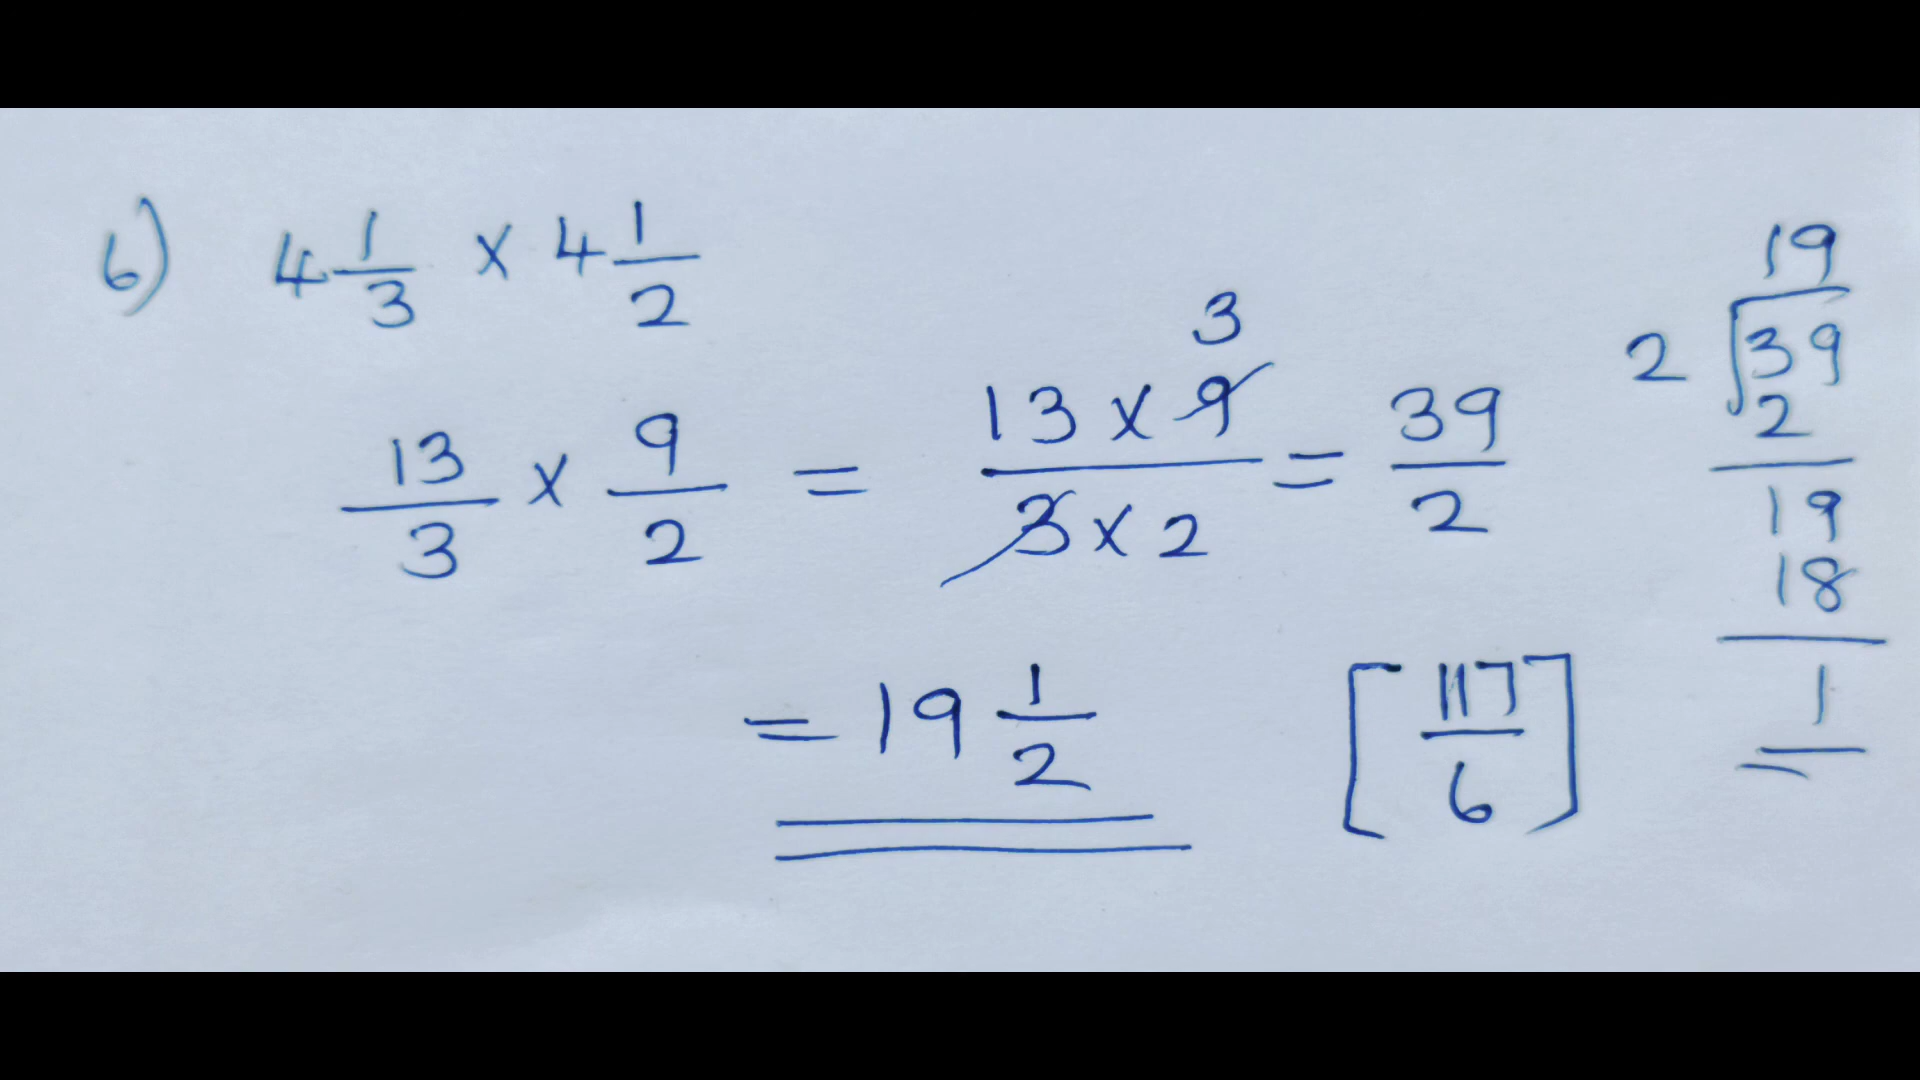 6) 4 1/3 × 4 1/2
13/3 × 9/2 = 13 × 9/3 × 2 = 39/2
3
= 19 1/2 [117/6]
19
2 39
2
19
18
1